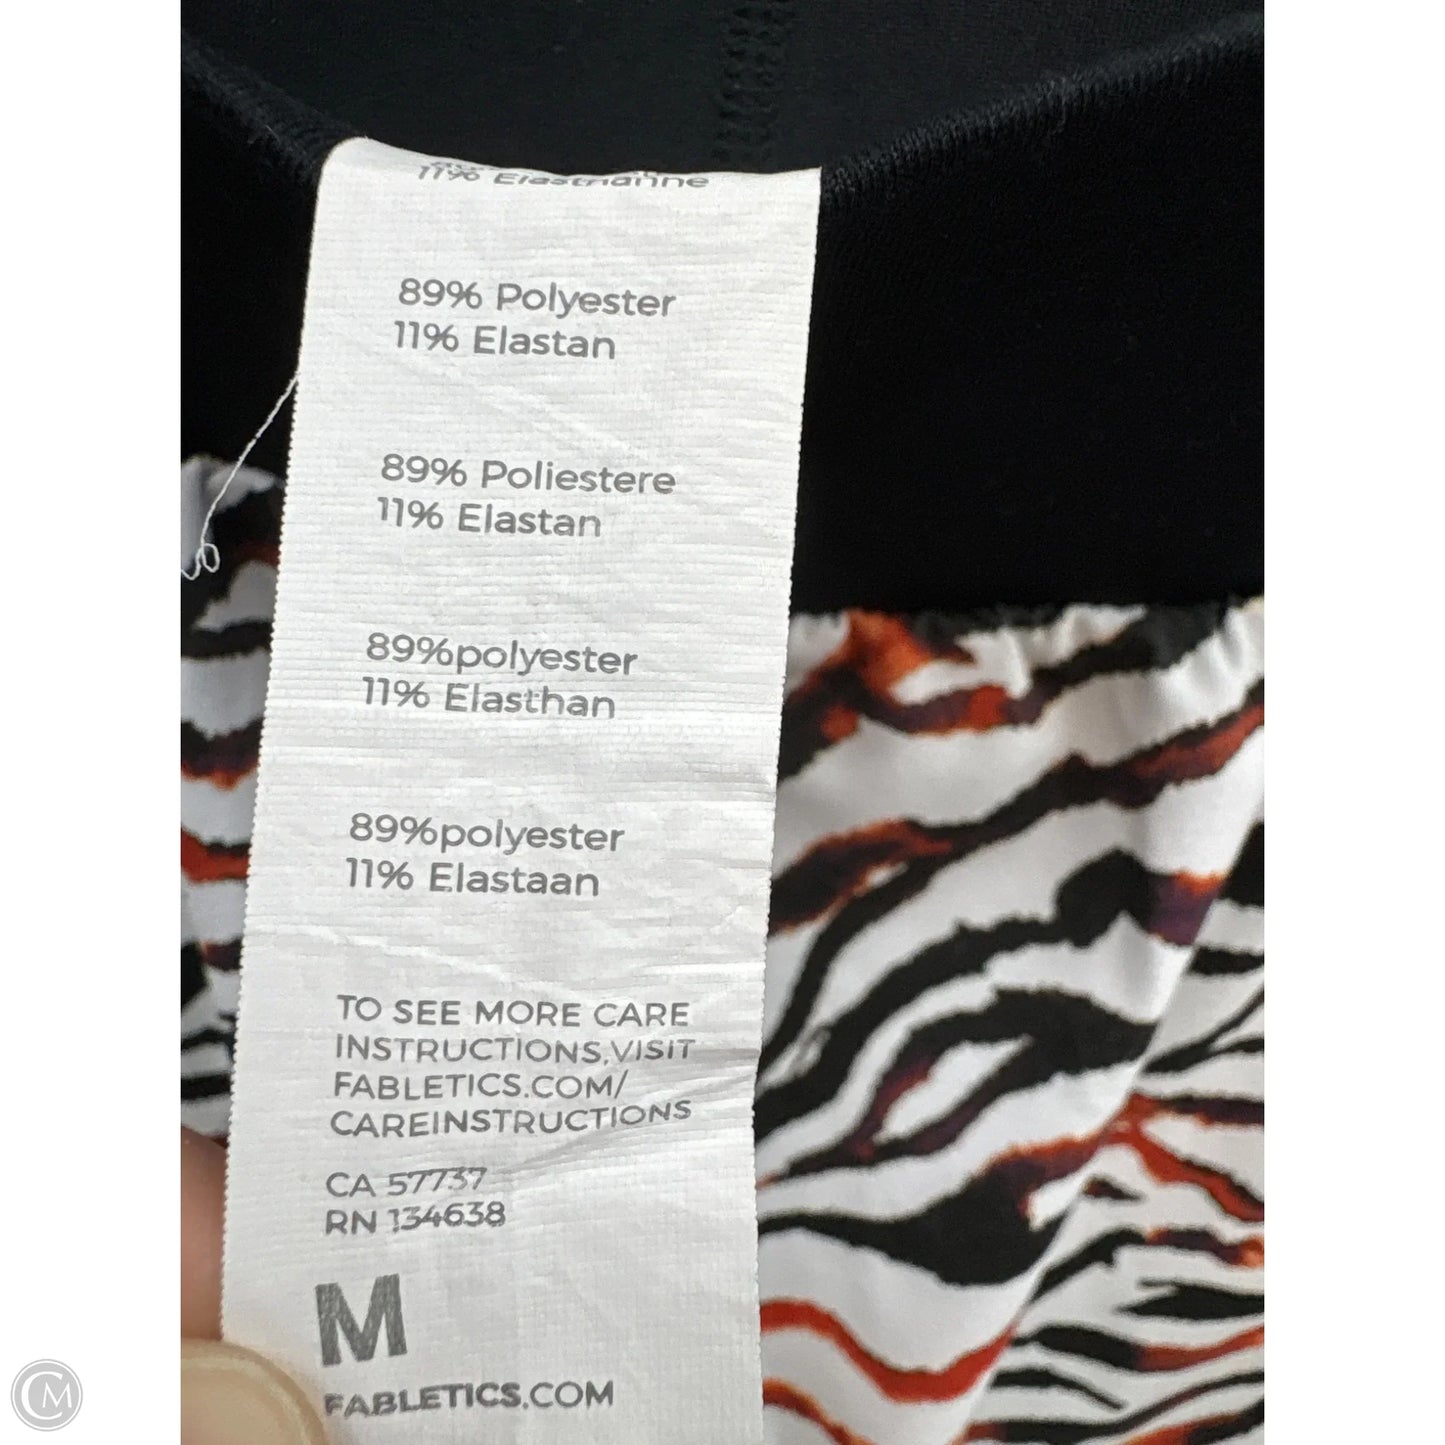 11% Elasthanne
89% Polyester
11% Elastan
89% Poliestere
11% Elastan
89%polyester
11% Elasthan
89%polyester
11% Elastaan
TO SEE MORE CARE
INSTRUCTIONS,VISIT
FABLETICS.COM/
CAREINSTRUCTIONS
CA 57737
RN 134638
M
FABLETICS.COM
CM